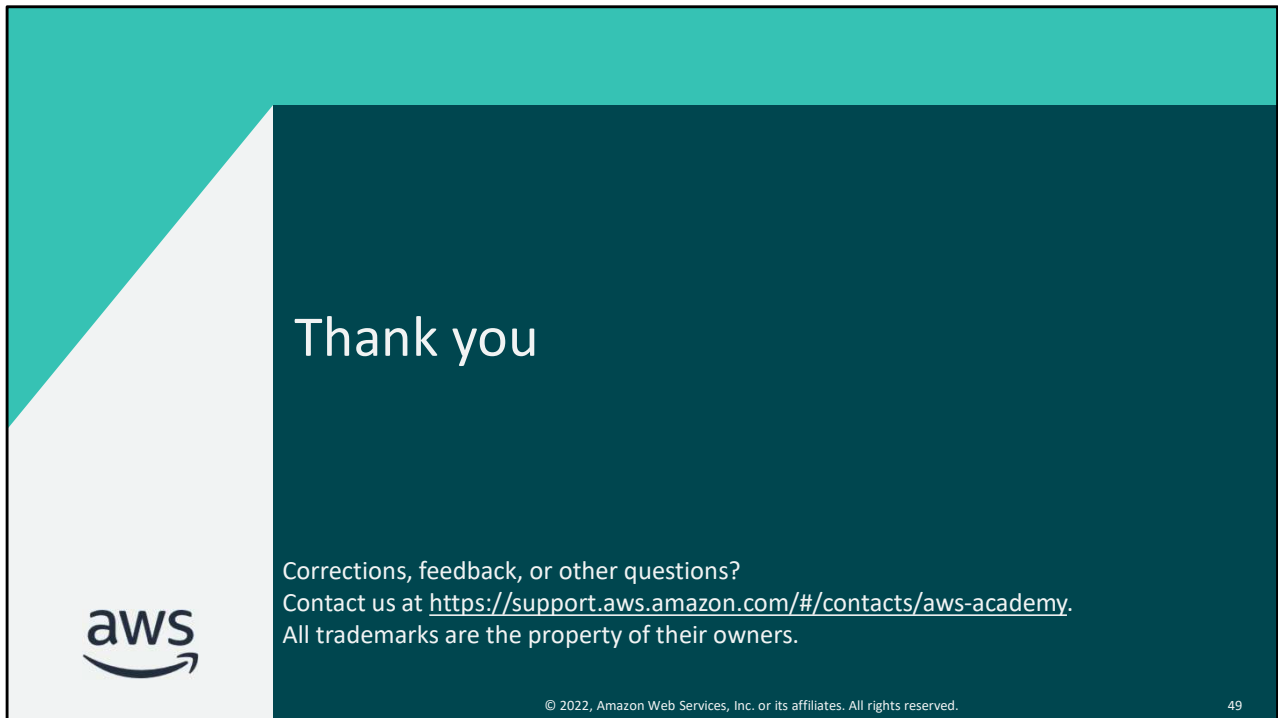 Thank you
Corrections, feedback, or other questions?
Contact us at https://support.aws.amazon.com/#/contacts/aws-academy.
All trademarks are the property of their owners.
aws
© 2022, Amazon Web Services, Inc. or its affiliates. All rights reserved.
49